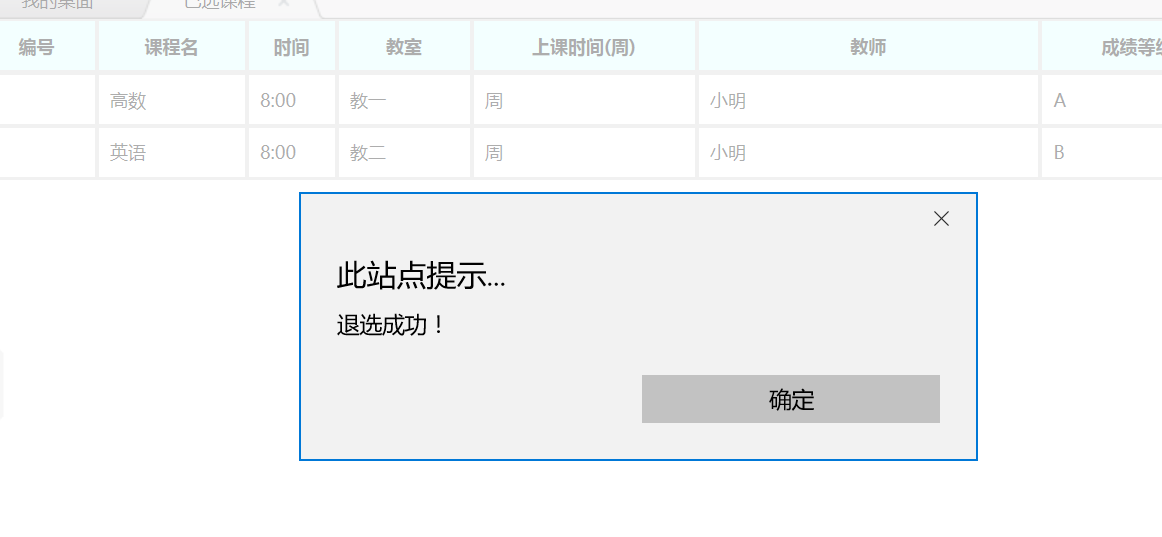 我的桌面 已选课程
编号 课程名 时间 教室 上课时间(周) 教师 成绩等
高数 8:00 教一 周 小明 A
英语 8:00 教二 周 小明 B
此站点提示...
退选成功！
确定